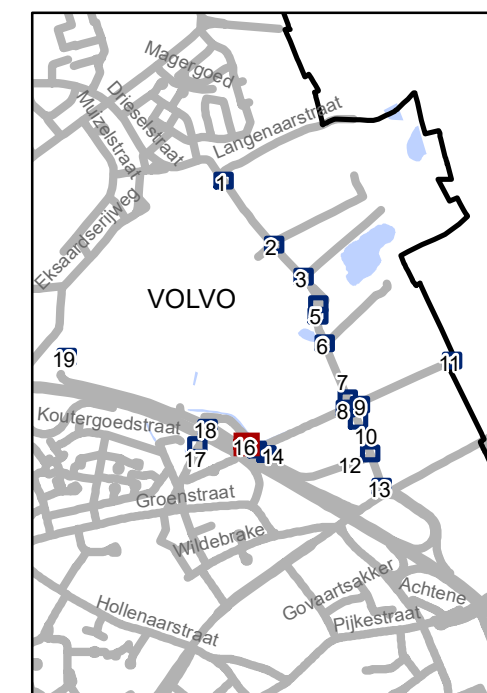 Magergoed
Drieselstraat
Muizelstraat
Langenaarstraat
1
Eksaardserijweg
2
3
VOLVO
5
6
19
11
7
8
9
Koutergoedstraat
18
10
17
16
14
12
13
Groenstraat
Wildebrake
Govaartsakker
Achtene
Hollenaarstraat
Pijkestraat